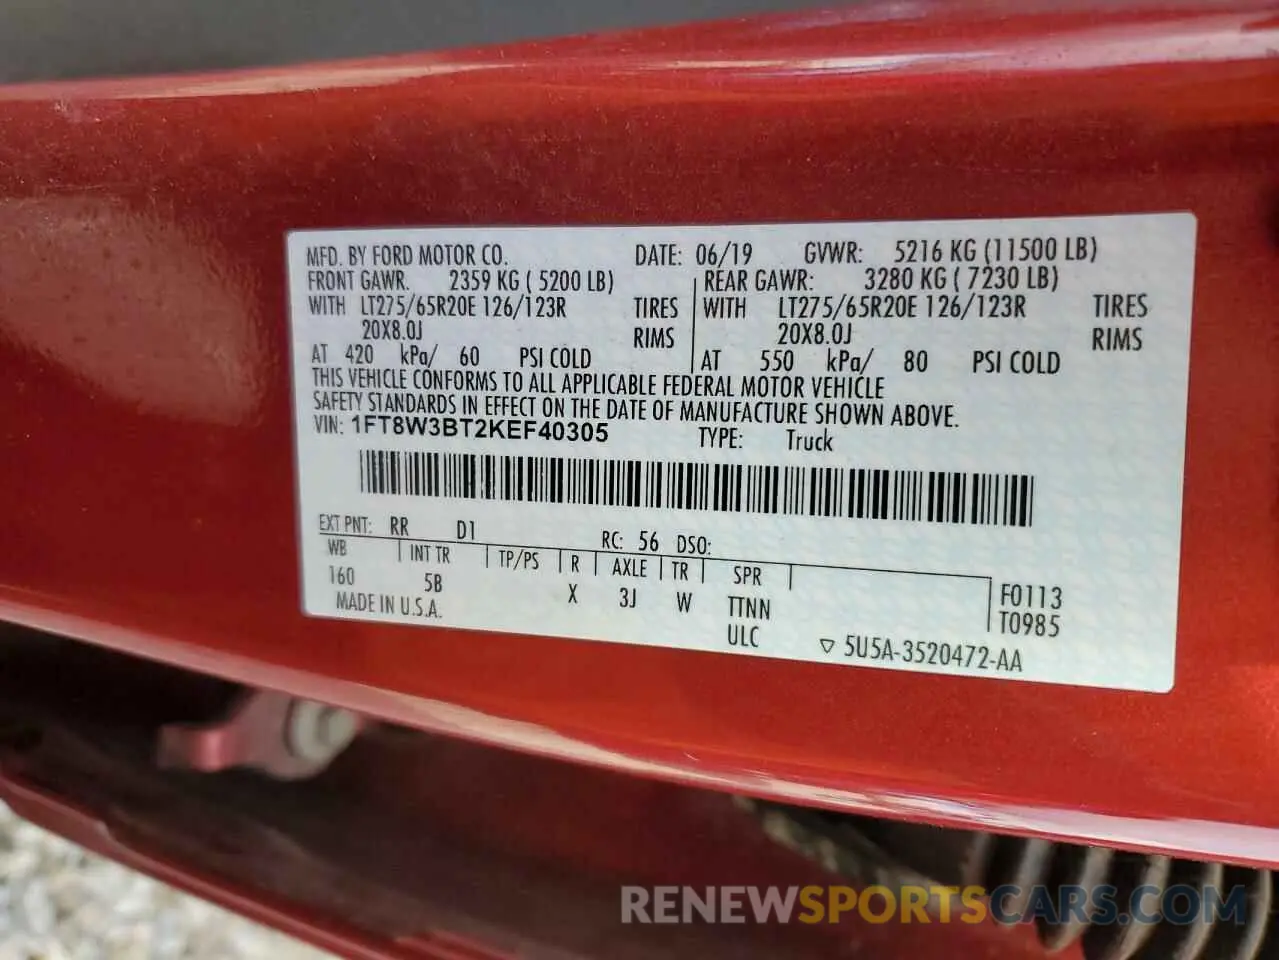 MFD. BY FORD MOTOR CO. DATE: 06/19 GVWR: 5216 KG (11500 LB)
FRONT GAWR. 2359 KG ( 5200 LB) REAR GAWR: 3280 KG ( 7230 LB)
WITH LT275/65R20E 126/123R TIRES WITH LT275/65R20E 126/123R TIRES
20X8.0J RIMS 20X8.0J RIMS
AT 420 kPa/ 60 PSI COLD AT 550 kPa/ 80 PSI COLD
THIS VEHICLE CONFORMS TO ALL APPLICABLE FEDERAL MOTOR VEHICLE
SAFETY STANDARDS IN EFFECT ON THE DATE OF MANUFACTURE SHOWN ABOVE.
VIN: 1FT8W3BT2KEF40305 TYPE: Truck
EXT PNT: RR D1 RC: 56 DSO:
WB INT TR TP/PS R AXLE TR SPR
160 5B X 3J W TTNN F0113
MADE IN U.S.A. ULC T0985
5U5A-3520472-AA
RENEWSPORTSCARS.COM